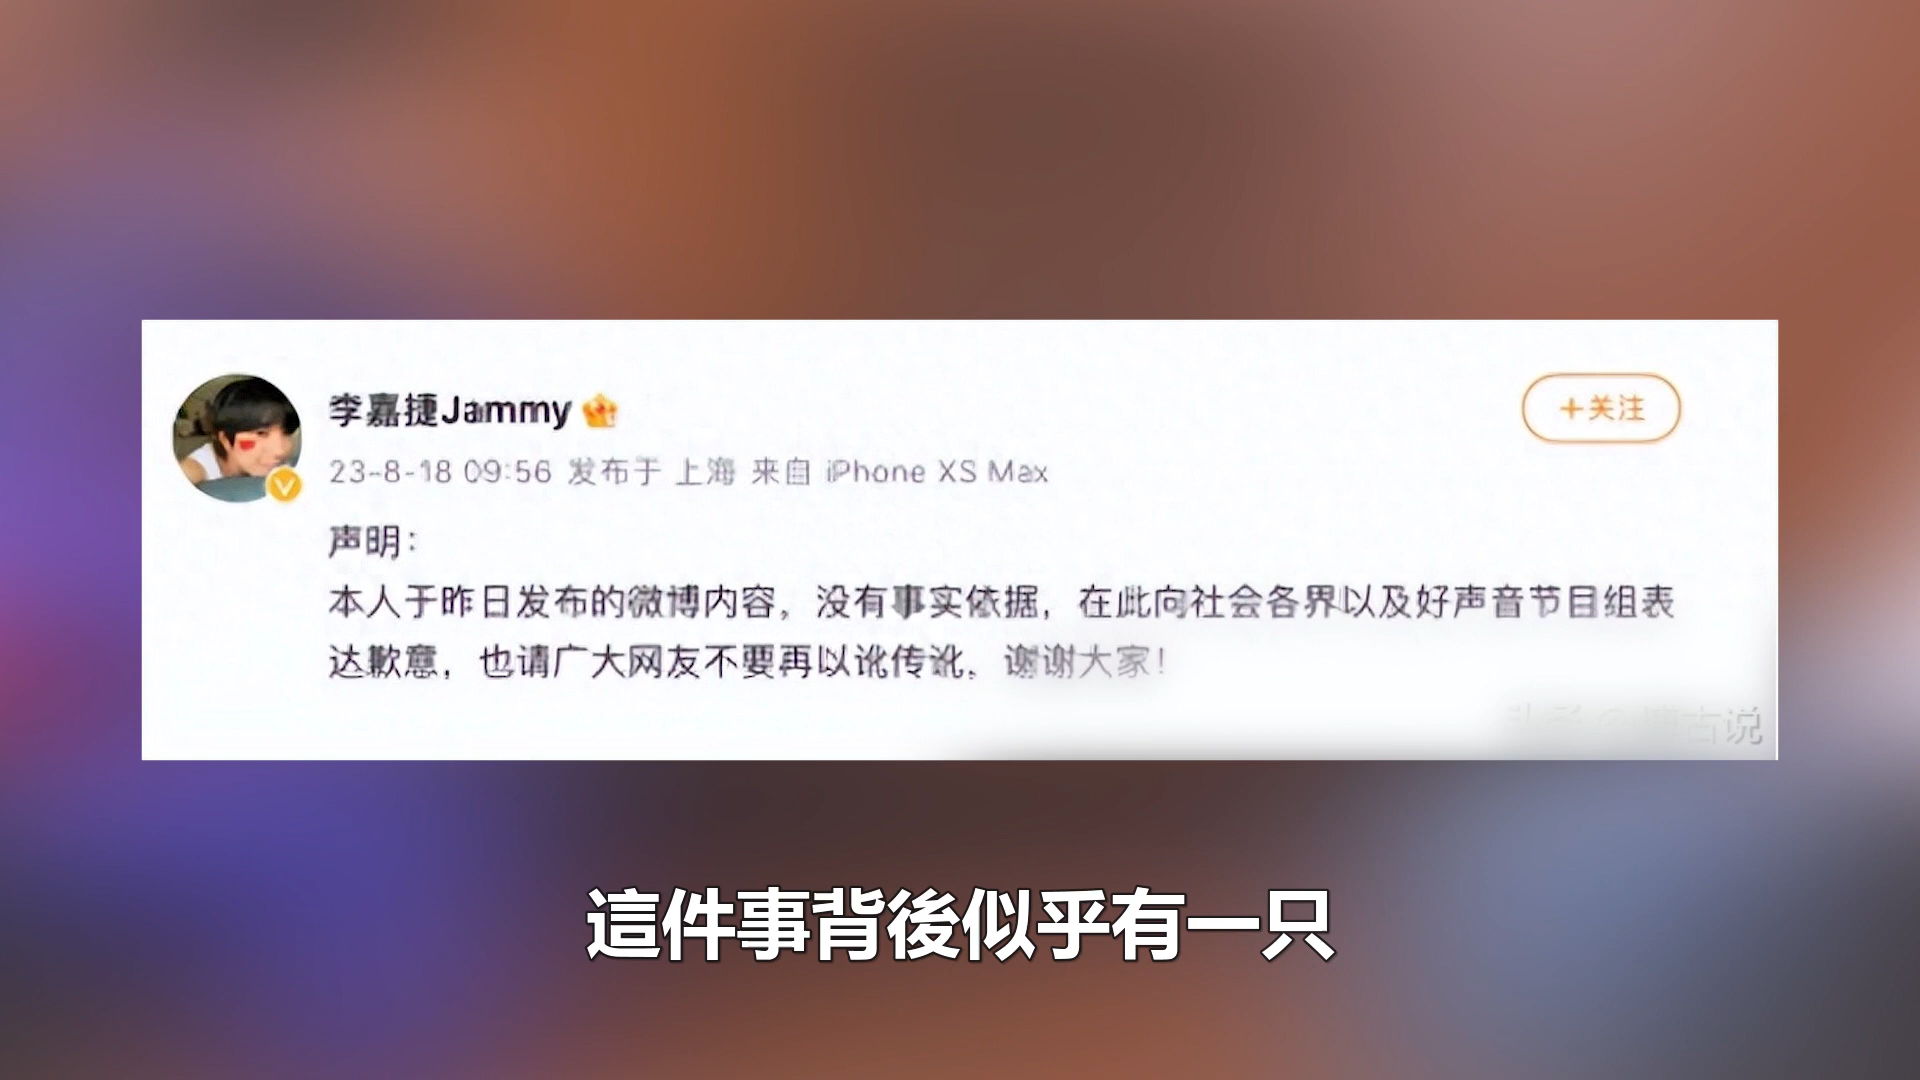 李嘉捷Jammy
+关注
23-8-18 09:56 发布于 上海 来自 iPhone XS Max
声明：
本人于昨日发布的微博内容，没有事实依据，在此向社会各界以及好声音节目组表
达歉意，也请广大网友不要再以讹传讹。谢谢大家！
古说
這件事背後似乎有一只